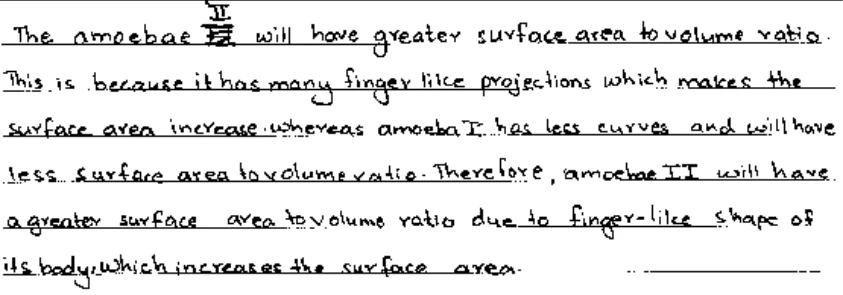 The amoebae II will have greater surface area to volume ratio.
This is because it has many finger like projections which makes the
surface area increase. whereas amoeba I has less curves and will have
less surface area to volume ratio. Therefore, amoebae II will have
a greater surface area to volume ratio due to finger-like shape of
its body, which increases the surface area.